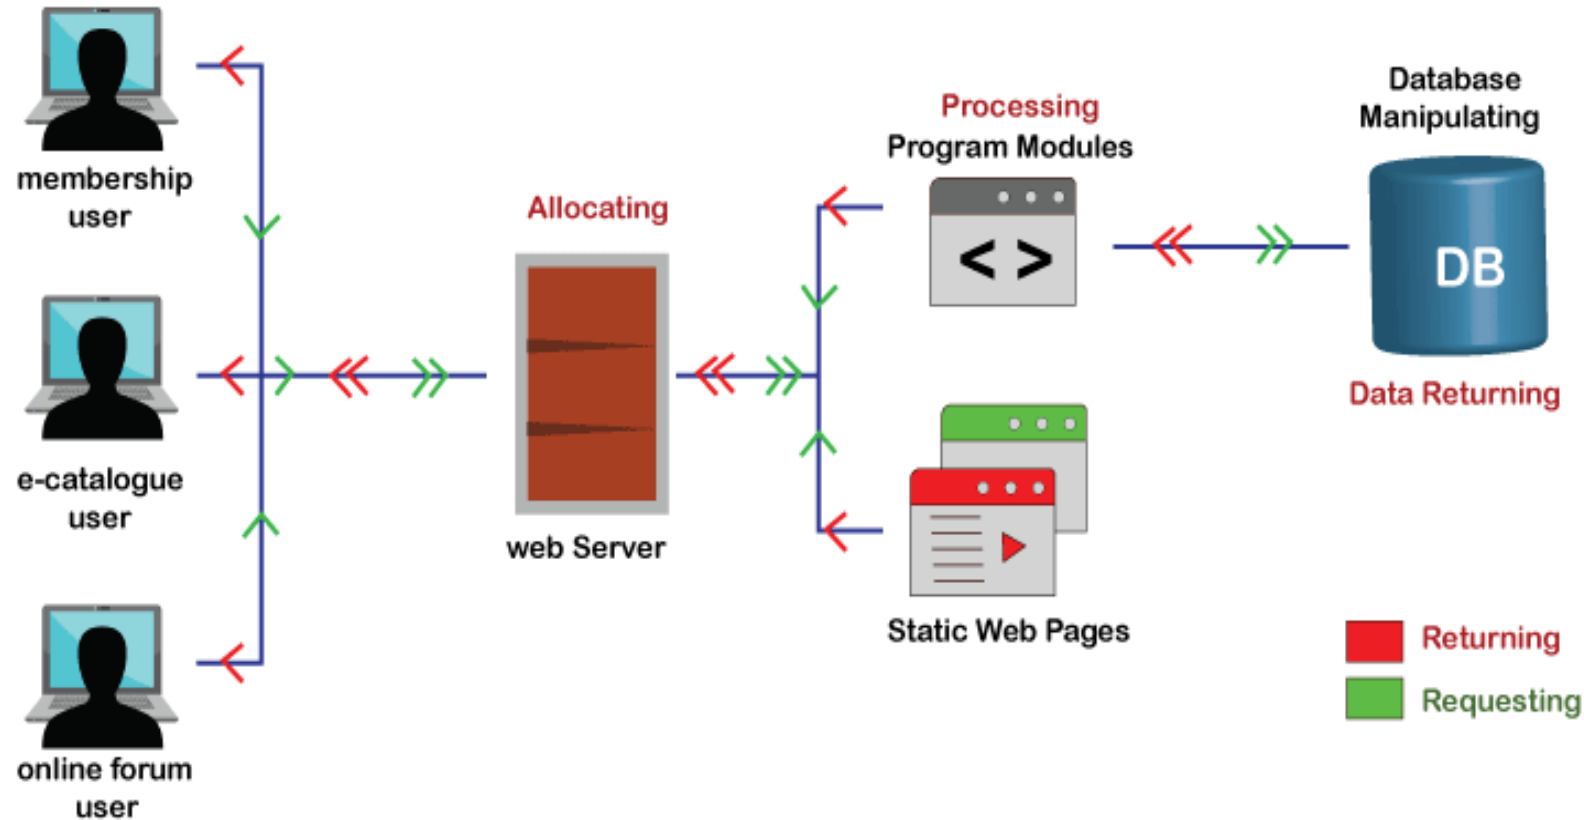 membership
user
e-catalogue
user
online forum
user
Allocating
web Server
Processing
Program Modules
< >
Static Web Pages
Database
Manipulating
DB
Data Returning
Returning
Requesting